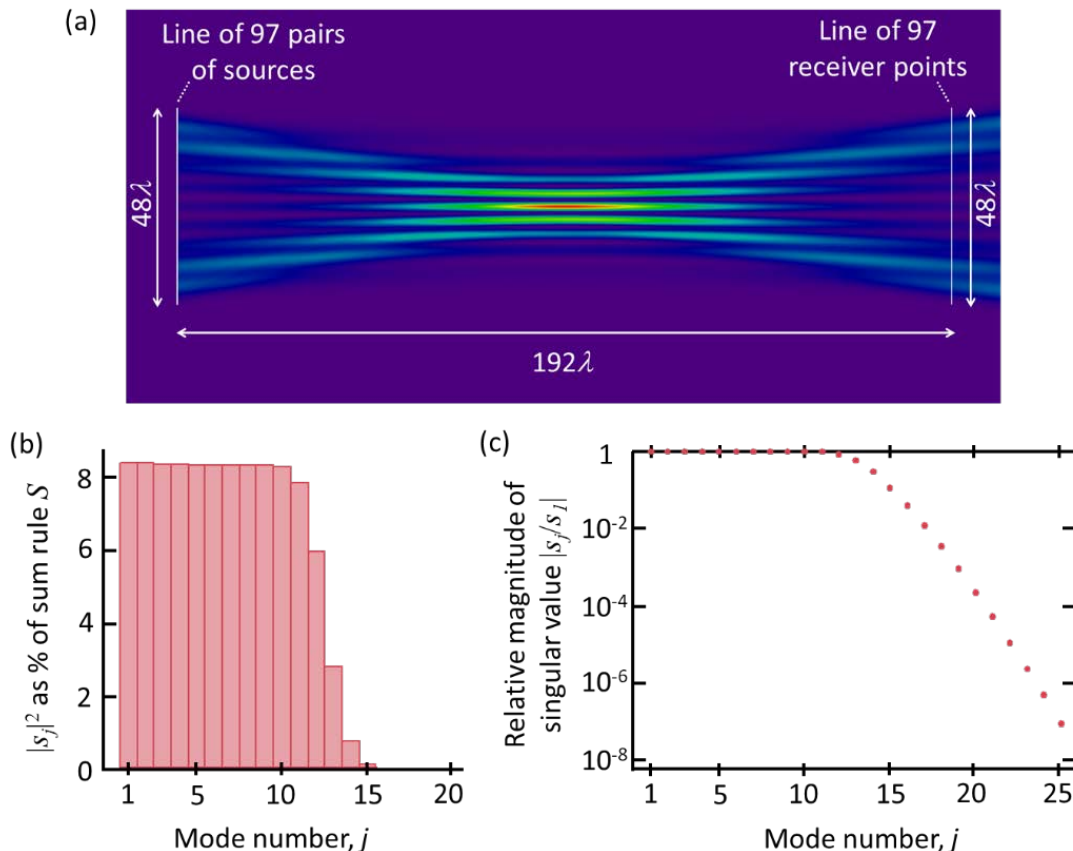 (a)
Line of 97 pairs
of sources
Line of 97
receiver points
48λ
48λ
192λ
(b)
|sj|² as % of sum rule S
8
6
4
2
0
1
5
10
15
20
Mode number, j
(c)
Relative magnitude of
singular value |sj/s1|
1
10⁻²
10⁻⁴
10⁻⁶
10⁻⁸
1
5
10
15
20
25
Mode number, j